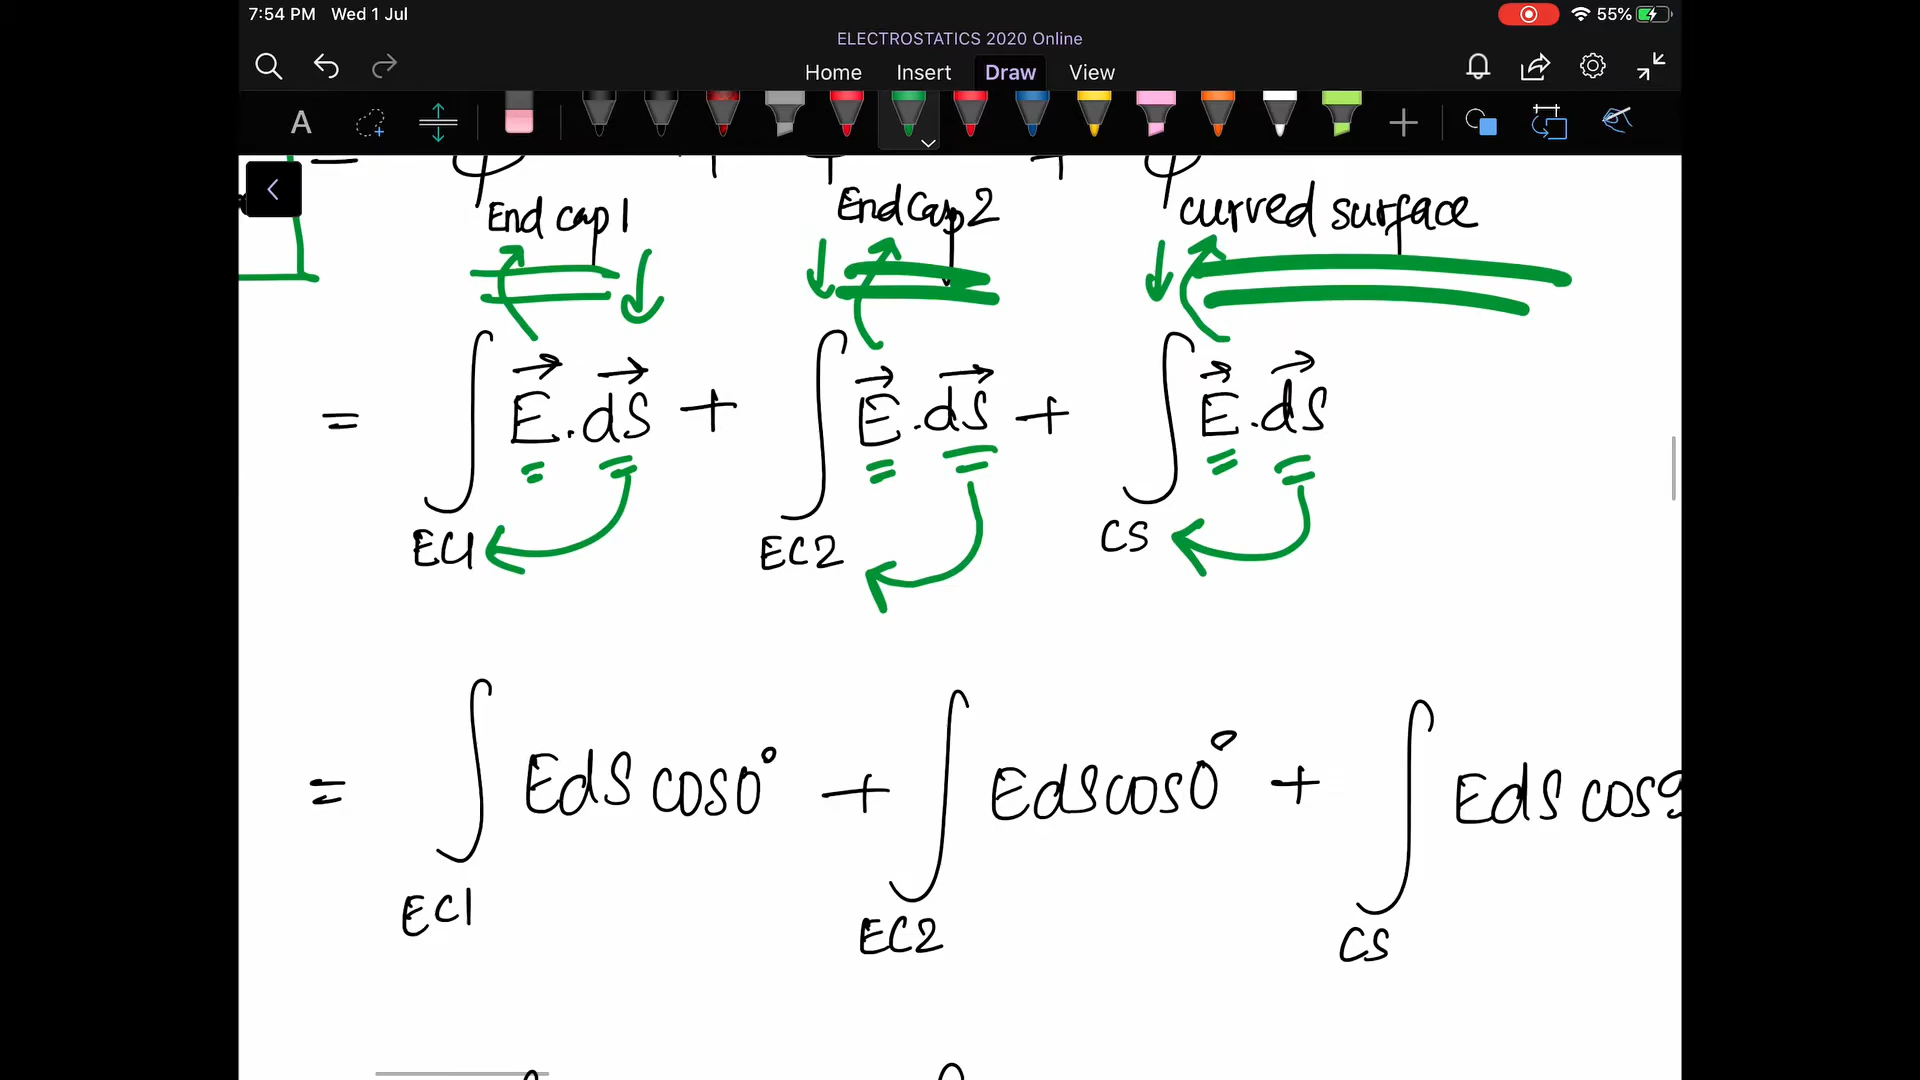 7:54 PM Wed 1 Jul 55%
ELECTROSTATICS 2020 Online
Home Insert Draw View
A
= φ + φ + φ
End cap 1 End Cap 2 curved surface
= ∫ E⃗ . dS⃗ + ∫ E⃗ . dS⃗ + ∫ E⃗ . dS⃗
EC1 EC2 CS
= ∫ EdS cos0° + ∫ EdS cos0° + ∫ EdS cos
EC1 EC2 CS